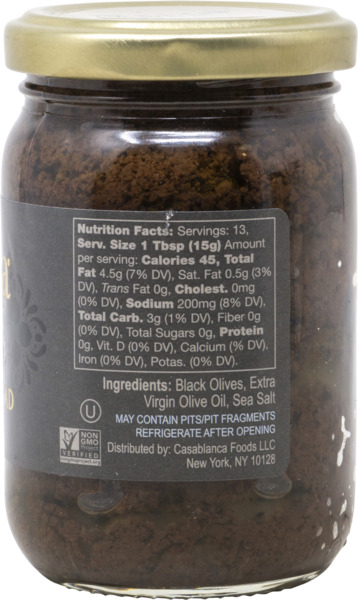 Nutrition Facts: Servings: 13,
Serv. Size 1 Tbsp (15g) Amount
per serving: Calories 45, Total
Fat 4.5g (7% DV), Sat. Fat 0.5g (3%
DV), Trans Fat 0g, Cholest. 0mg
(0% DV), Sodium 200mg (8% DV),
Total Carb. 3g (1% DV), Fiber 0g
(0% DV), Total Sugars 0g, Protein
0g, Vit. D (0% DV), Calcium (% DV),
Iron (0% DV), Potas. (0% DV).
Ingredients: Black Olives, Extra
Virgin Olive Oil, Sea Salt
MAY CONTAIN PITS/PIT FRAGMENTS
REFRIGERATE AFTER OPENING
Distributed by: Casablanca Foods LLC
New York, NY 10128
U
NON
GMO
Project
VERIFIED
a
D